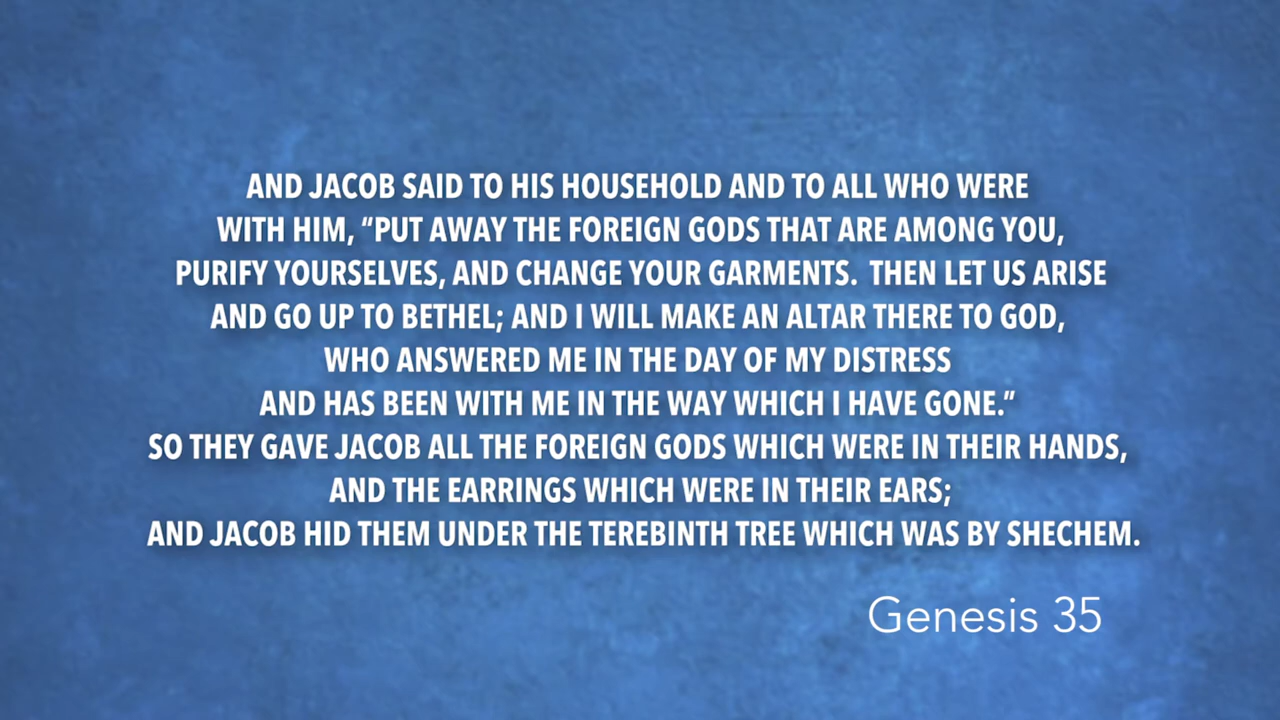 AND JACOB SAID TO HIS HOUSEHOLD AND TO ALL WHO WERE
WITH HIM, “PUT AWAY THE FOREIGN GODS THAT ARE AMONG YOU,
PURIFY YOURSELVES, AND CHANGE YOUR GARMENTS. THEN LET US ARISE
AND GO UP TO BETHEL; AND I WILL MAKE AN ALTAR THERE TO GOD,
WHO ANSWERED ME IN THE DAY OF MY DISTRESS
AND HAS BEEN WITH ME IN THE WAY WHICH I HAVE GONE.”
SO THEY GAVE JACOB ALL THE FOREIGN GODS WHICH WERE IN THEIR HANDS,
AND THE EARRINGS WHICH WERE IN THEIR EARS;
AND JACOB HID THEM UNDER THE TEREBINTH TREE WHICH WAS BY SHECHEM.
Genesis 35